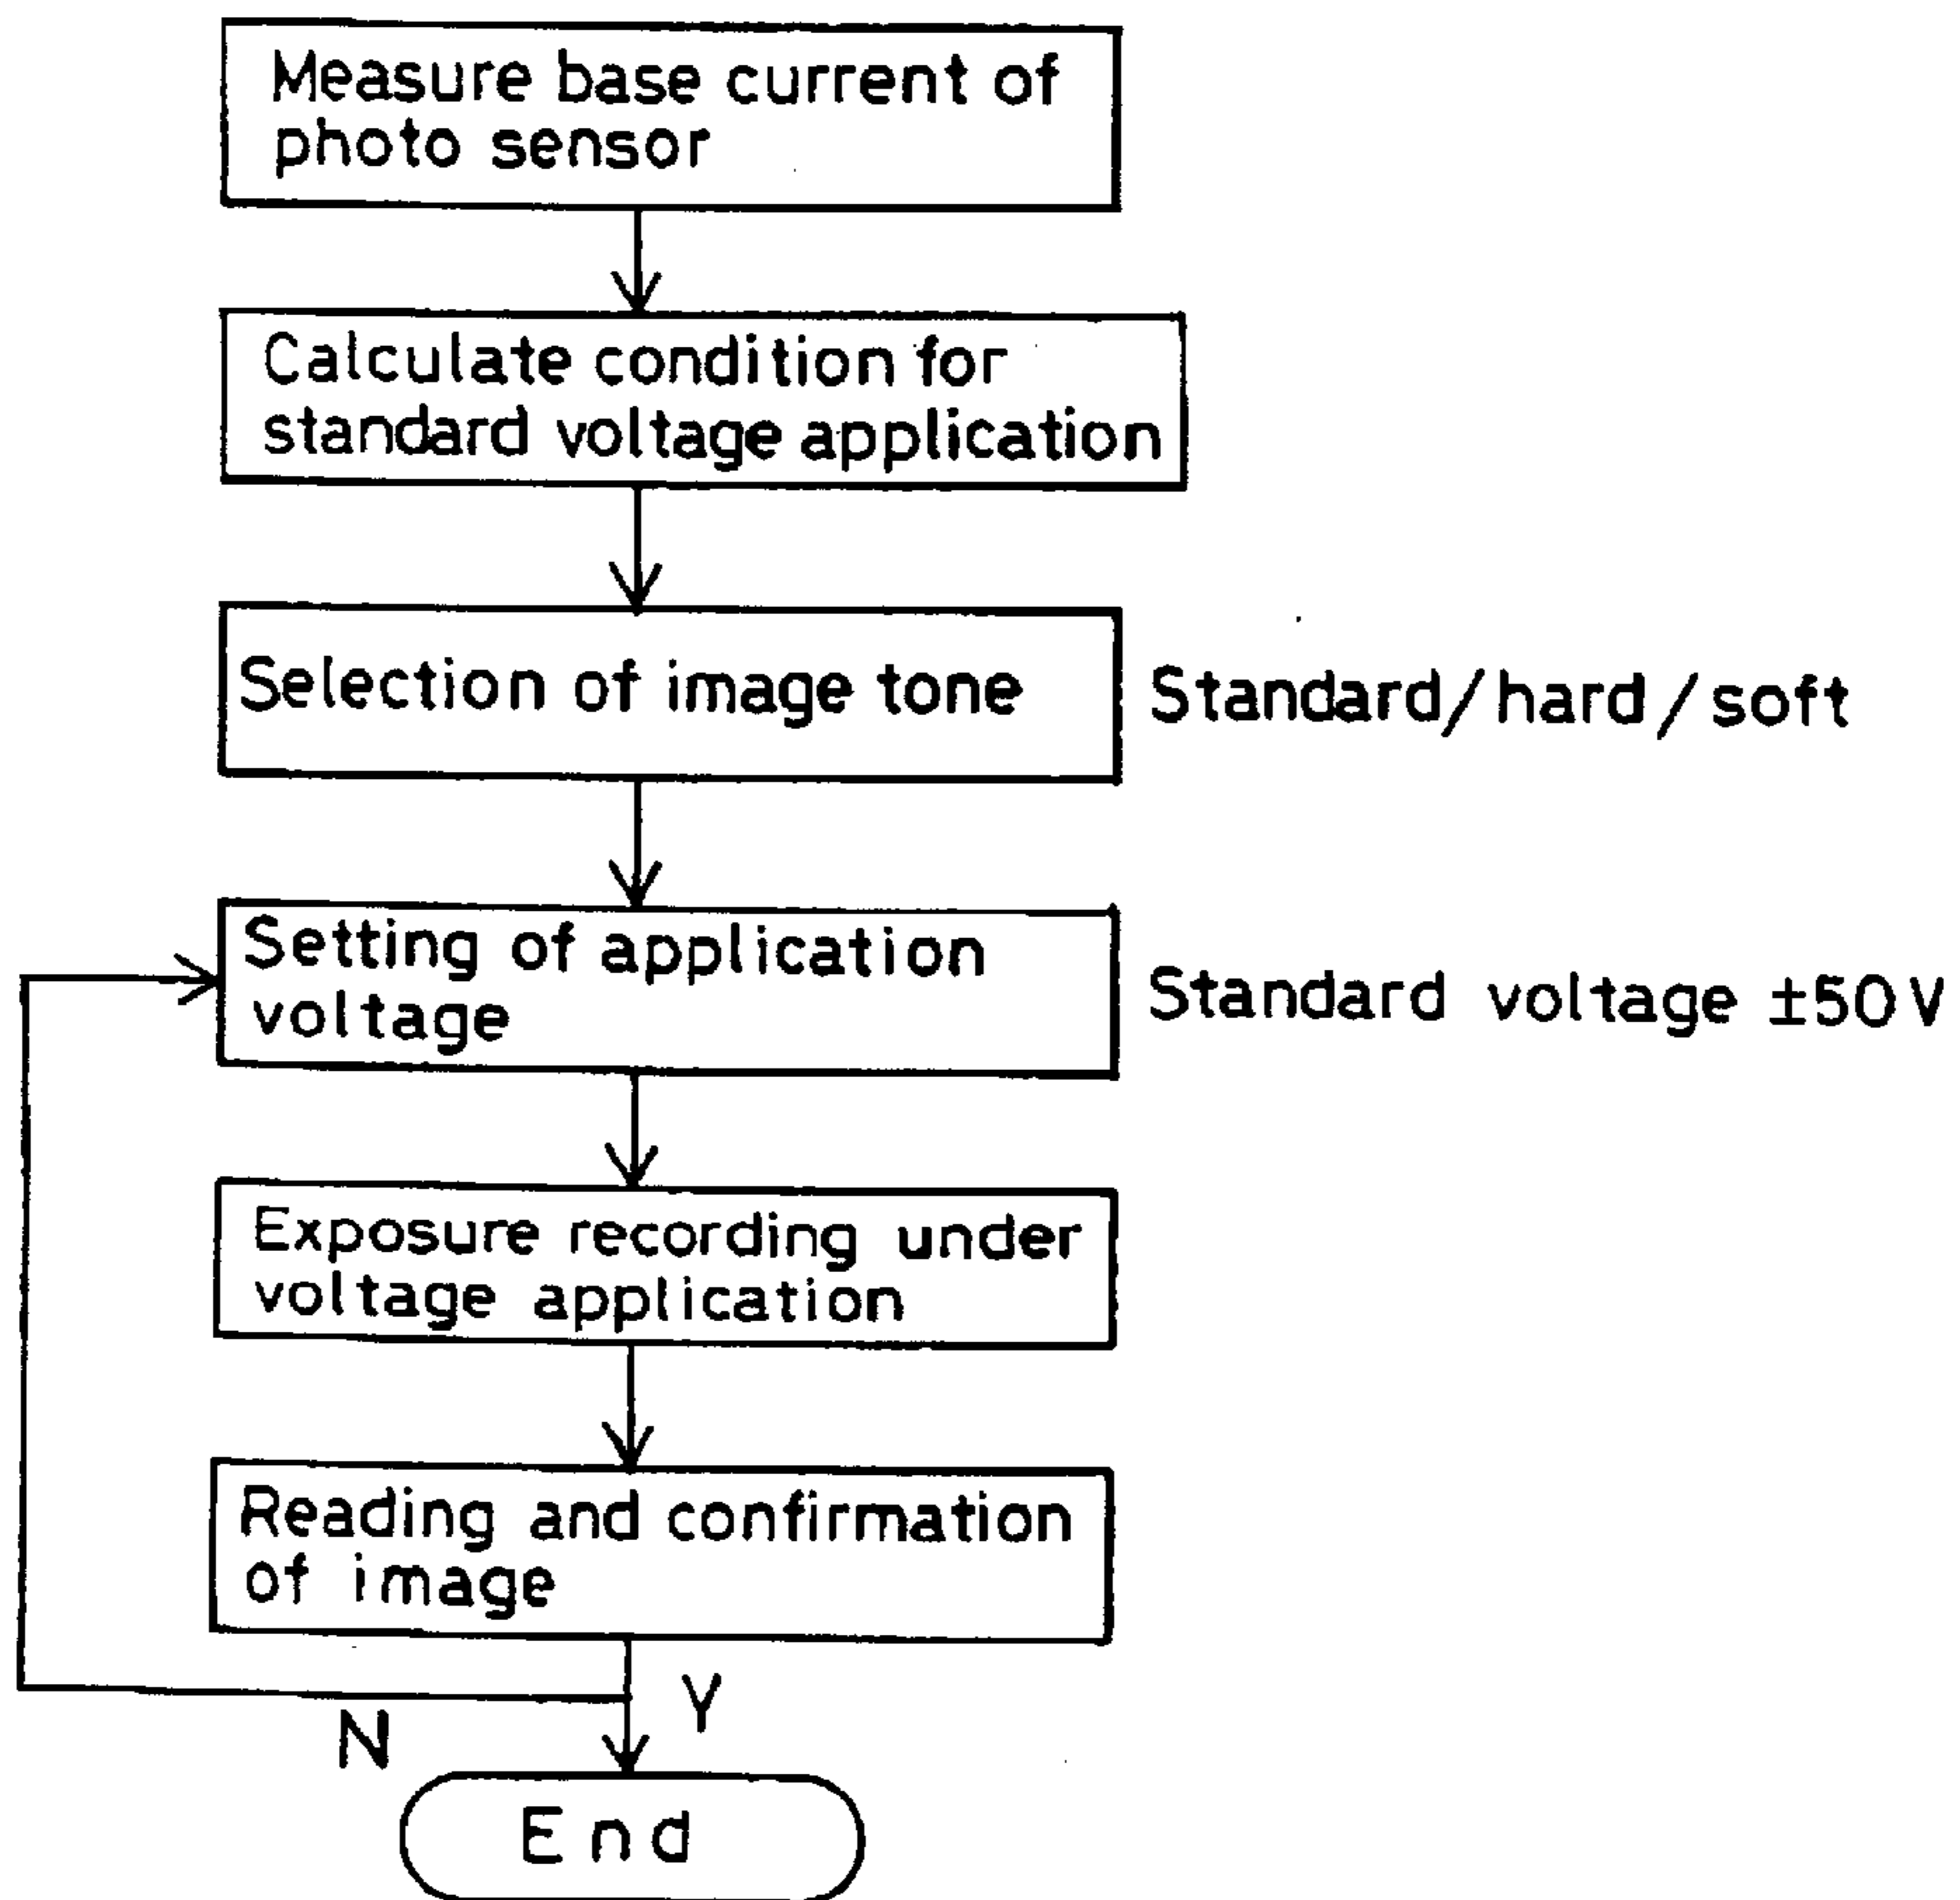 Measure base current of
photo sensor
Calculate condition for
standard voltage application
Selection of image tone
Standard/hard/soft
Setting of application
voltage
Standard voltage ±50V
Exposure recording under
voltage application
Reading and confirmation
of image
Y
N
End